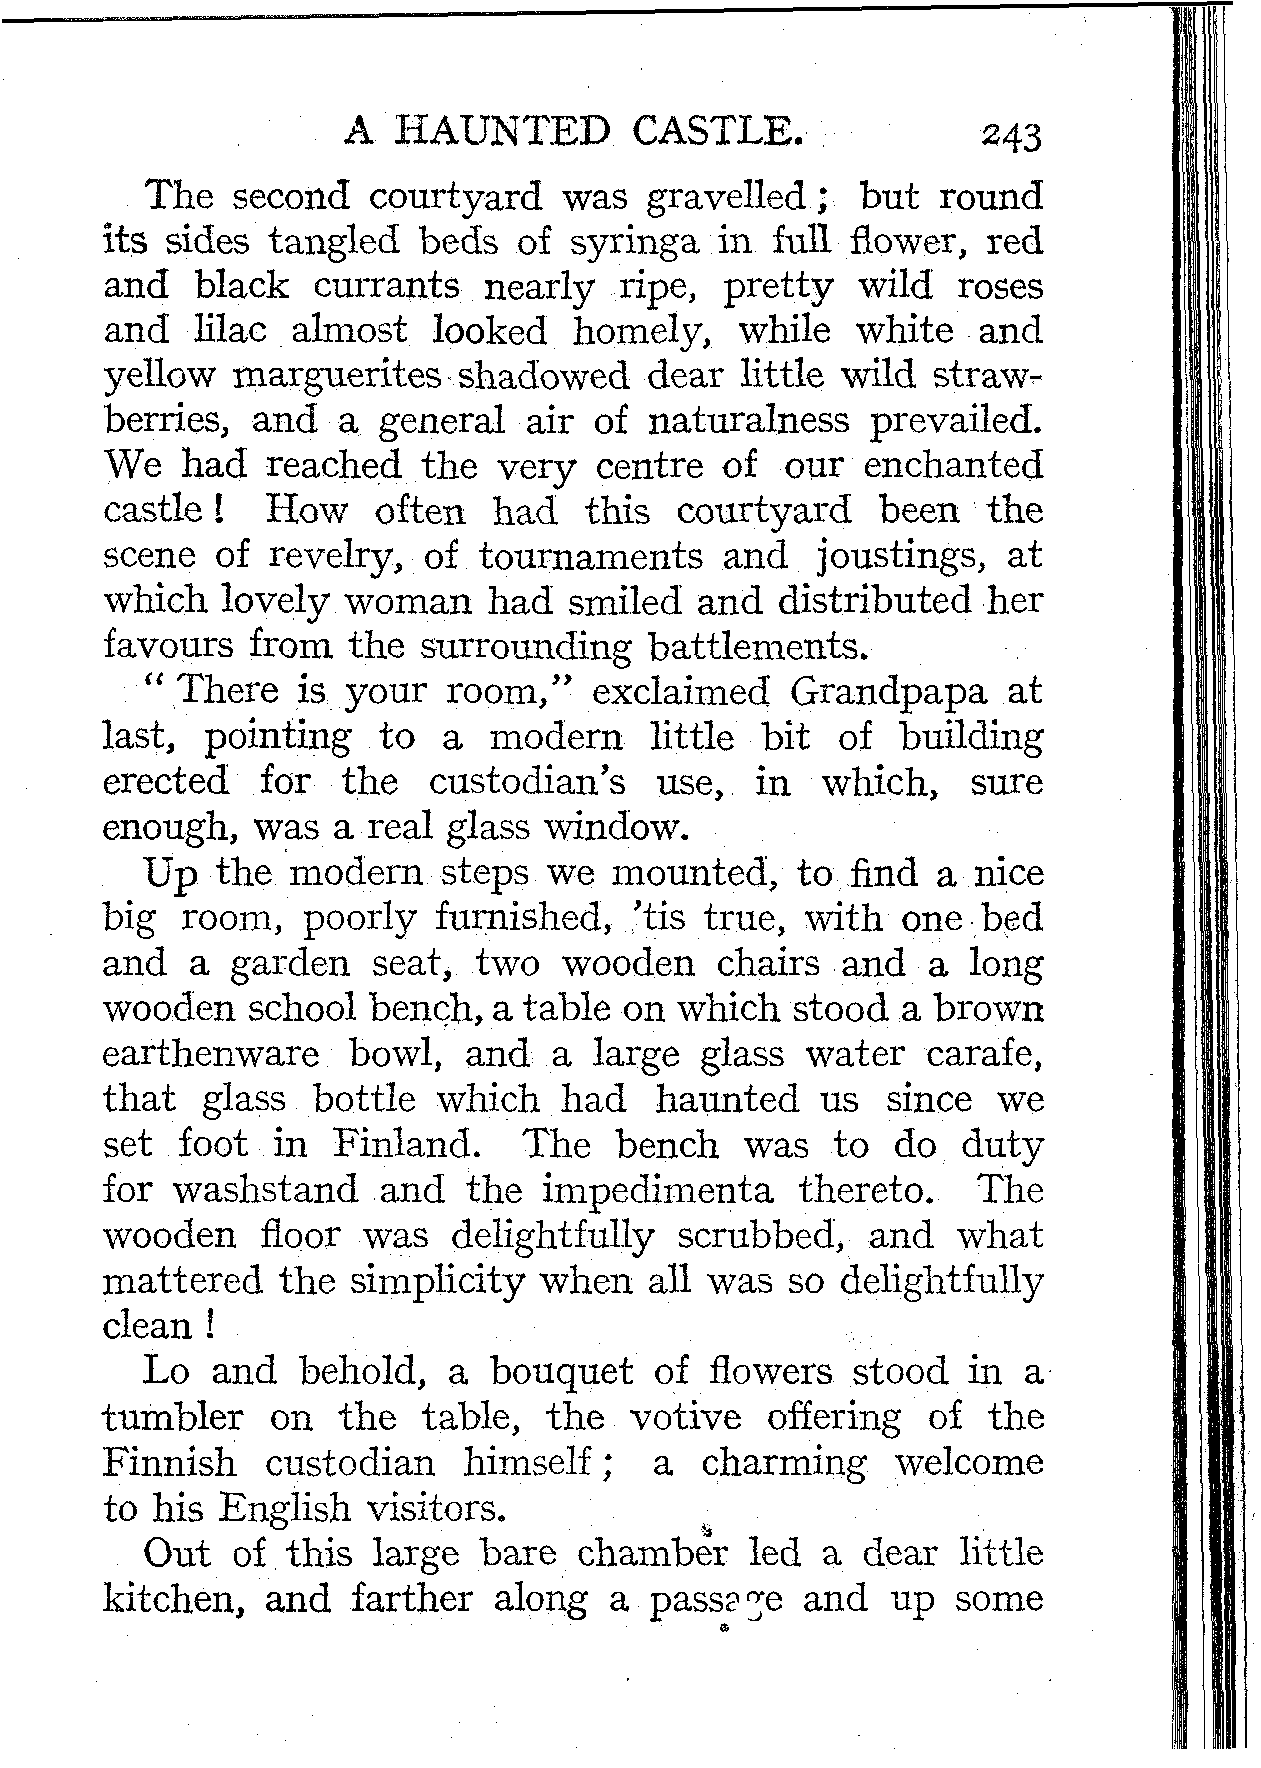 A HAUNTED CASTLE. 243
The second courtyard was gravelled; but round
its sides tangled beds of syringa in full flower, red
and black currants nearly ripe, pretty wild roses
and lilac almost looked homely, while white and
yellow marguerites shadowed dear little wild straw-
berries, and a general air of naturalness prevailed.
We had reached the very centre of our enchanted
castle! How often had this courtyard been the
scene of revelry, of tournaments and joustings, at
which lovely woman had smiled and distributed her
favours from the surrounding battlements.
"There is your room," exclaimed Grandpapa at
last, pointing to a modern little bit of building
erected for the custodian's use, in which, sure
enough, was a real glass window.
Up the modern steps we mounted, to find a nice
big room, poorly furnished, 'tis true, with one bed
and a garden seat, two wooden chairs and a long
wooden school bench, a table on which stood a brown
earthenware bowl, and a large glass water carafe,
that glass bottle which had haunted us since we
set foot in Finland. The bench was to do duty
for washstand and the impedimenta thereto. The
wooden floor was delightfully scrubbed, and what
mattered the simplicity when all was so delightfully
clean!
Lo and behold, a bouquet of flowers stood in a
tumbler on the table, the votive offering of the
Finnish custodian himself; a charming welcome
to his English visitors.
Out of this large bare chamber led a dear little
kitchen, and farther along a passage and up some